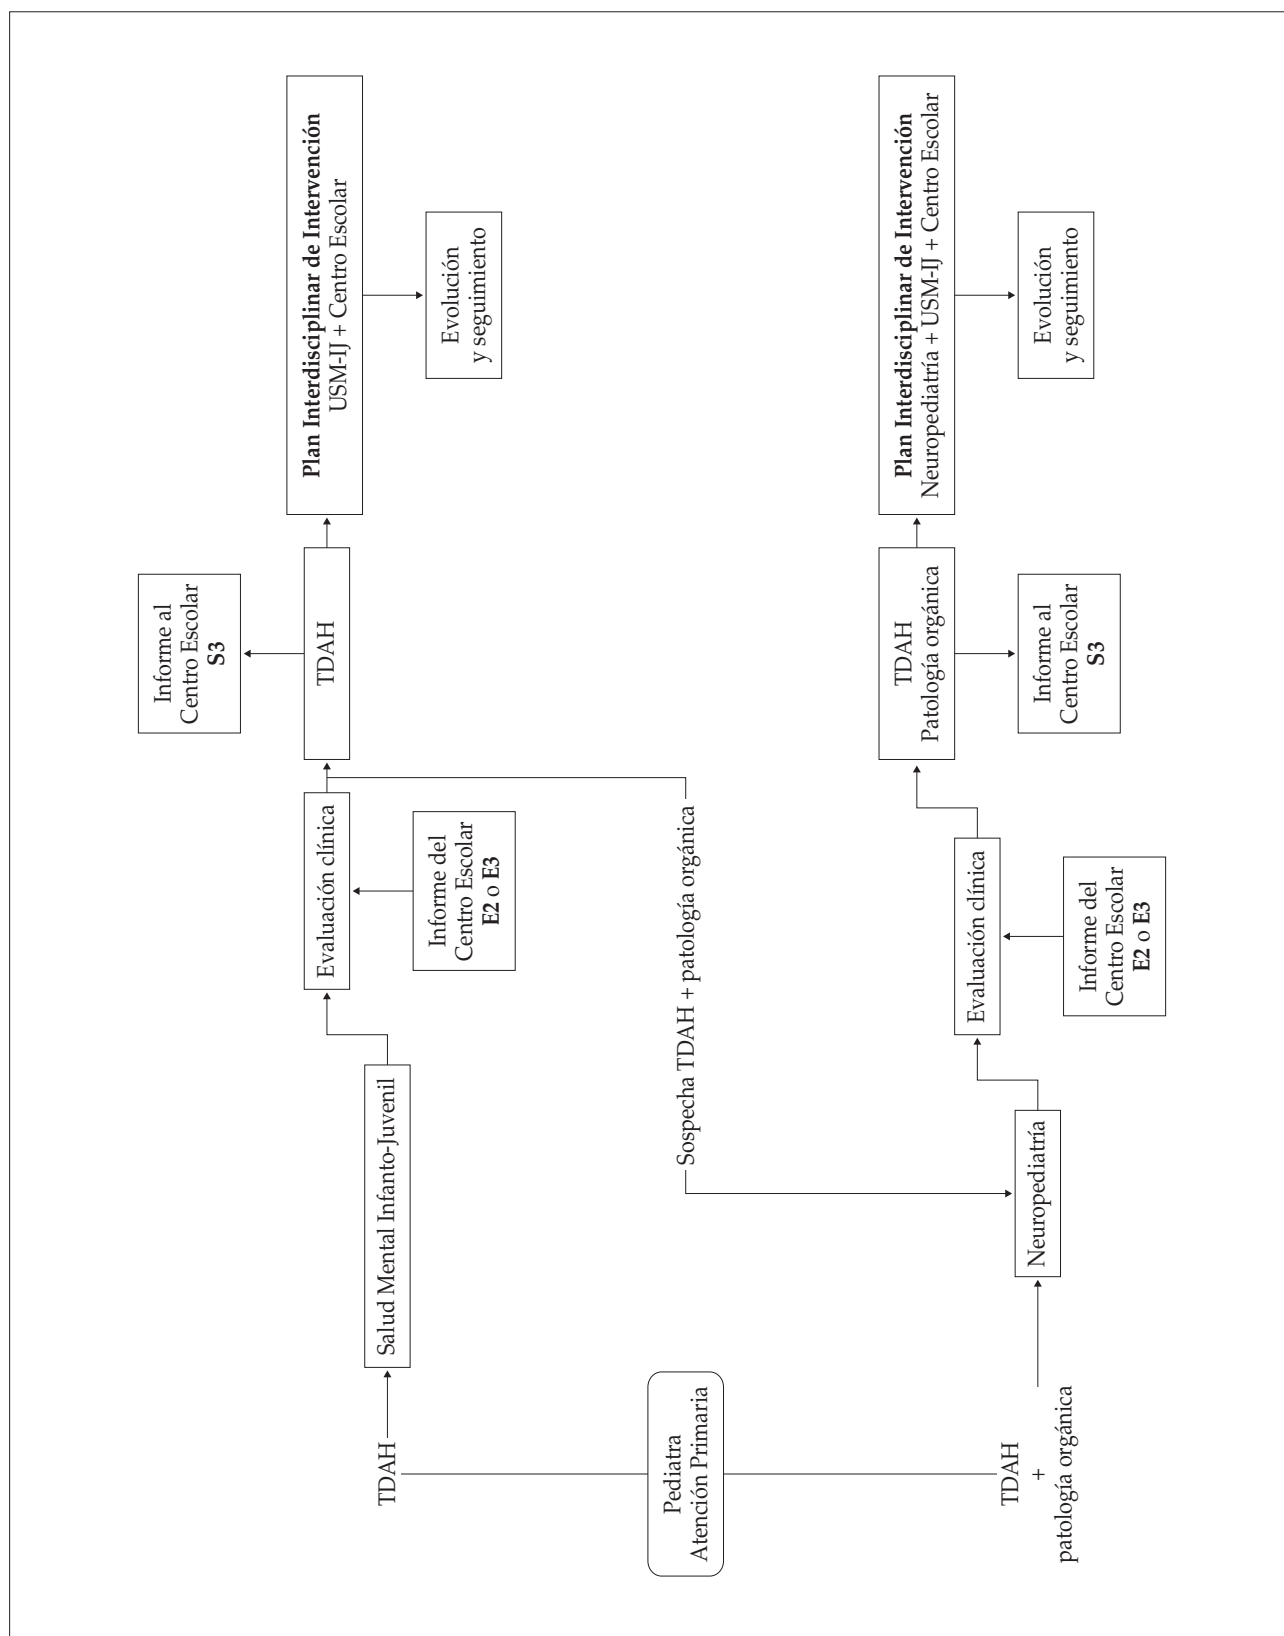 Pediatra
Atención Primaria
TDAH
Salud Mental Infanto-Juvenil
Evaluación clínica
Informe del
Centro Escolar
E2 o E3
TDAH
Informe al
Centro Escolar
S3
Plan Interdisciplinar de Intervención
USM-IJ + Centro Escolar
Evolución
y seguimiento
Sospecha TDAH + patología orgánica
TDAH
+
patología orgánica
Neuropediatría
Evaluación clínica
Informe del
Centro Escolar
E2 o E3
TDAH
Patología orgánica
Informe al
Centro Escolar
S3
Plan Interdisciplinar de Intervención
Neuropediatría + USM-IJ + Centro Escolar
Evolución
y seguimiento